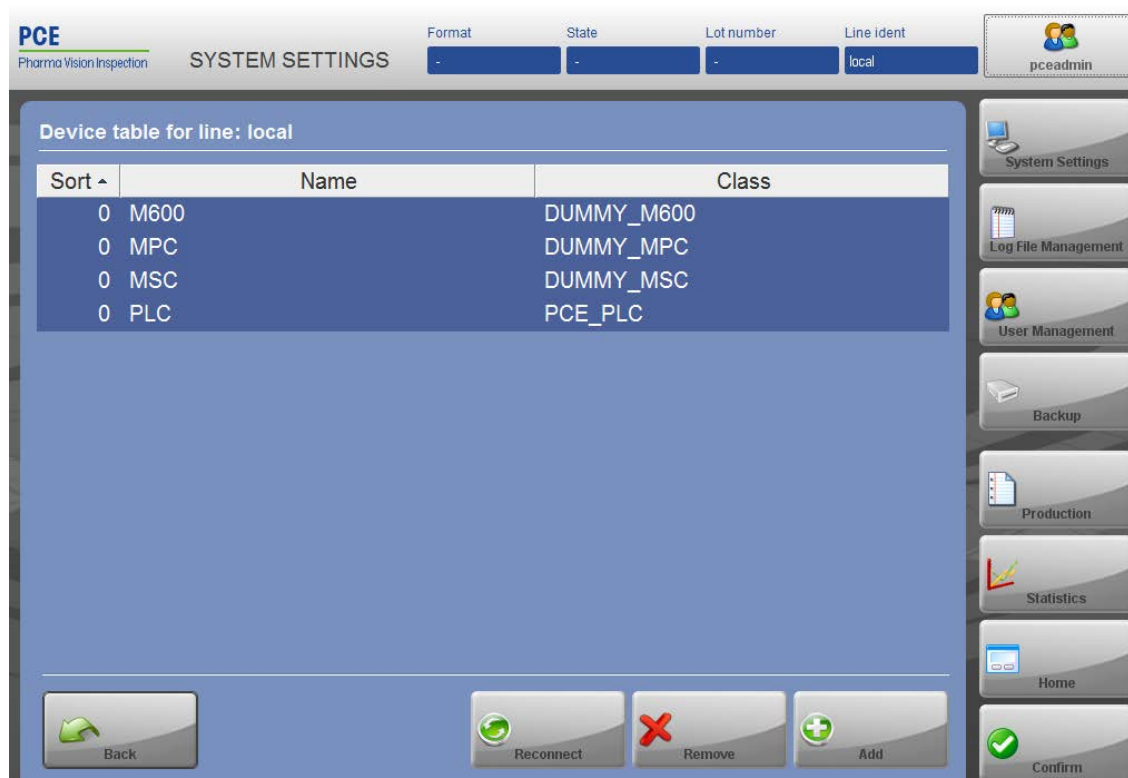 PCE
Pharma Vision Inspection
SYSTEM SETTINGS
Format
State
Lot number
Line ident
-
-
-
local
pceadmin
Device table for line: local
Sort Name Class
0 M600 DUMMY_M600
0 MPC DUMMY_MPC
0 MSC DUMMY_MSC
0 PLC PCE_PLC
System Settings
Log File Management
User Management
Backup
Production
Statistics
Home
Confirm
Back
Reconnect
Remove
Add